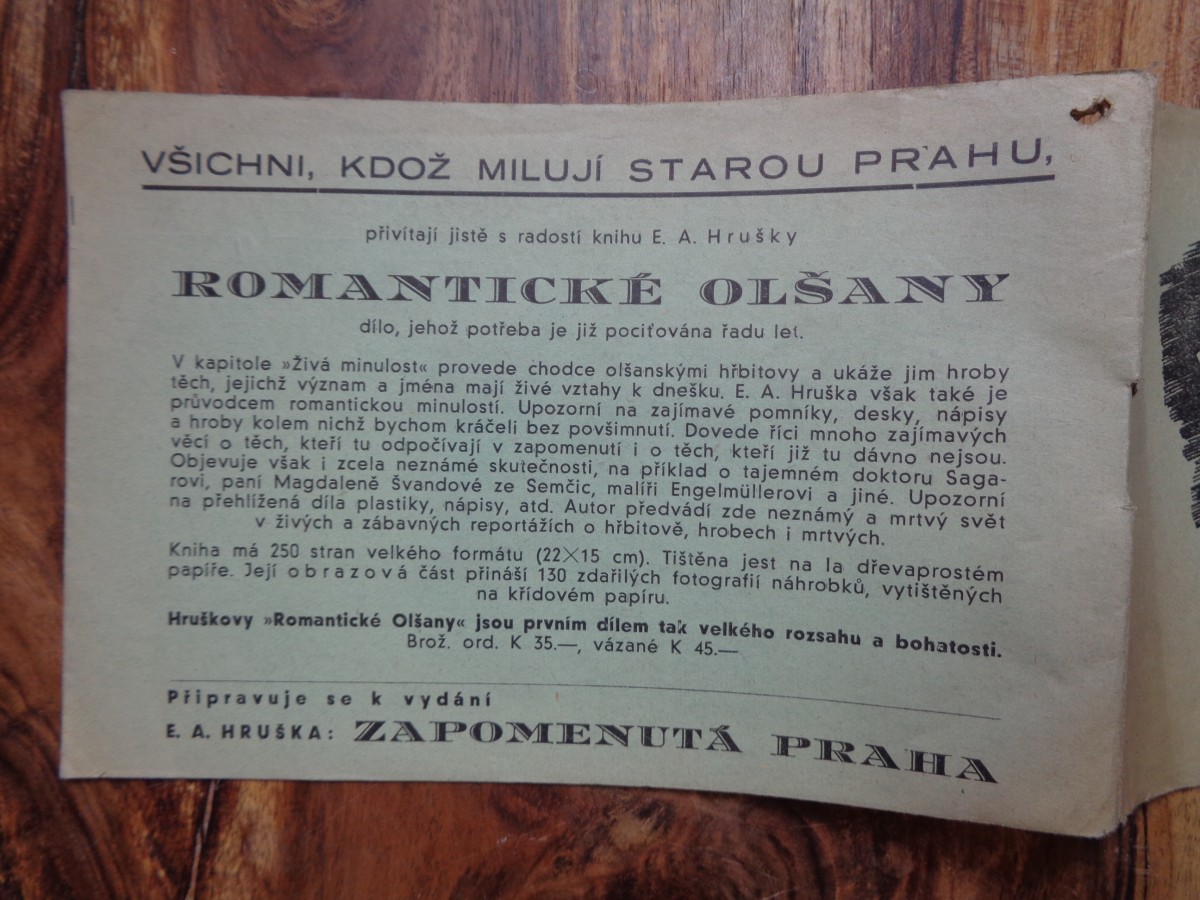 VŠICHNI, KDOŽ MILUJÍ STAROU PRAHU,
přivítají jistě s radostí knihu E. A. Hrušky
ROMANTICKÉ OLŠANY
dílo, jehož potřeba je již pociťována řadu let.
V kapitole »Živá minulost« provede chodce olšanskými hřbitovy a ukáže jim hroby
těch, jejichž význam a jména mají živé vztahy k dnešku. E. A. Hruška však také je
průvodcem romantickou minulostí. Upozorní na zajímavé pomníky, desky, nápisy
a hroby kolem nichž bychom kráčeli bez povšimnutí. Dovede říci mnoho zajímavých
věcí o těch, kteří tu odpočívají v zapomenutí i o těch, kteří již tu dávno nejsou.
Objevuje však i zcela neznámé skutečnosti, na příklad o tajemném doktoru Saga-
rovi, paní Magdaleně Švandové ze Semčic, malíři Engelmüllerovi a jiné. Upozorní
na přehlížená díla plastiky, nápisy, atd. Autor předvádí zde neznámý a mrtvý svět
v živých a zábavných reportážích o hřbitově, hrobech i mrtvých.
Kniha má 250 stran velkého formátu (22×15 cm). Tištěna jest na Ia dřevaprostém
papíře. Její obrazová část přináší 130 zdařilých fotografií náhrobků, vytištěných
na křídovém papíru.
Hruškovy »Romantické Olšany« jsou prvním dílem tak velkého rozsahu a bohatosti.
Brož. ord. K 35.—, vázané K 45.—
Připravuje se k vydání
E. A. HRUŠKA: ZAPOMENUTÁ PRAHA